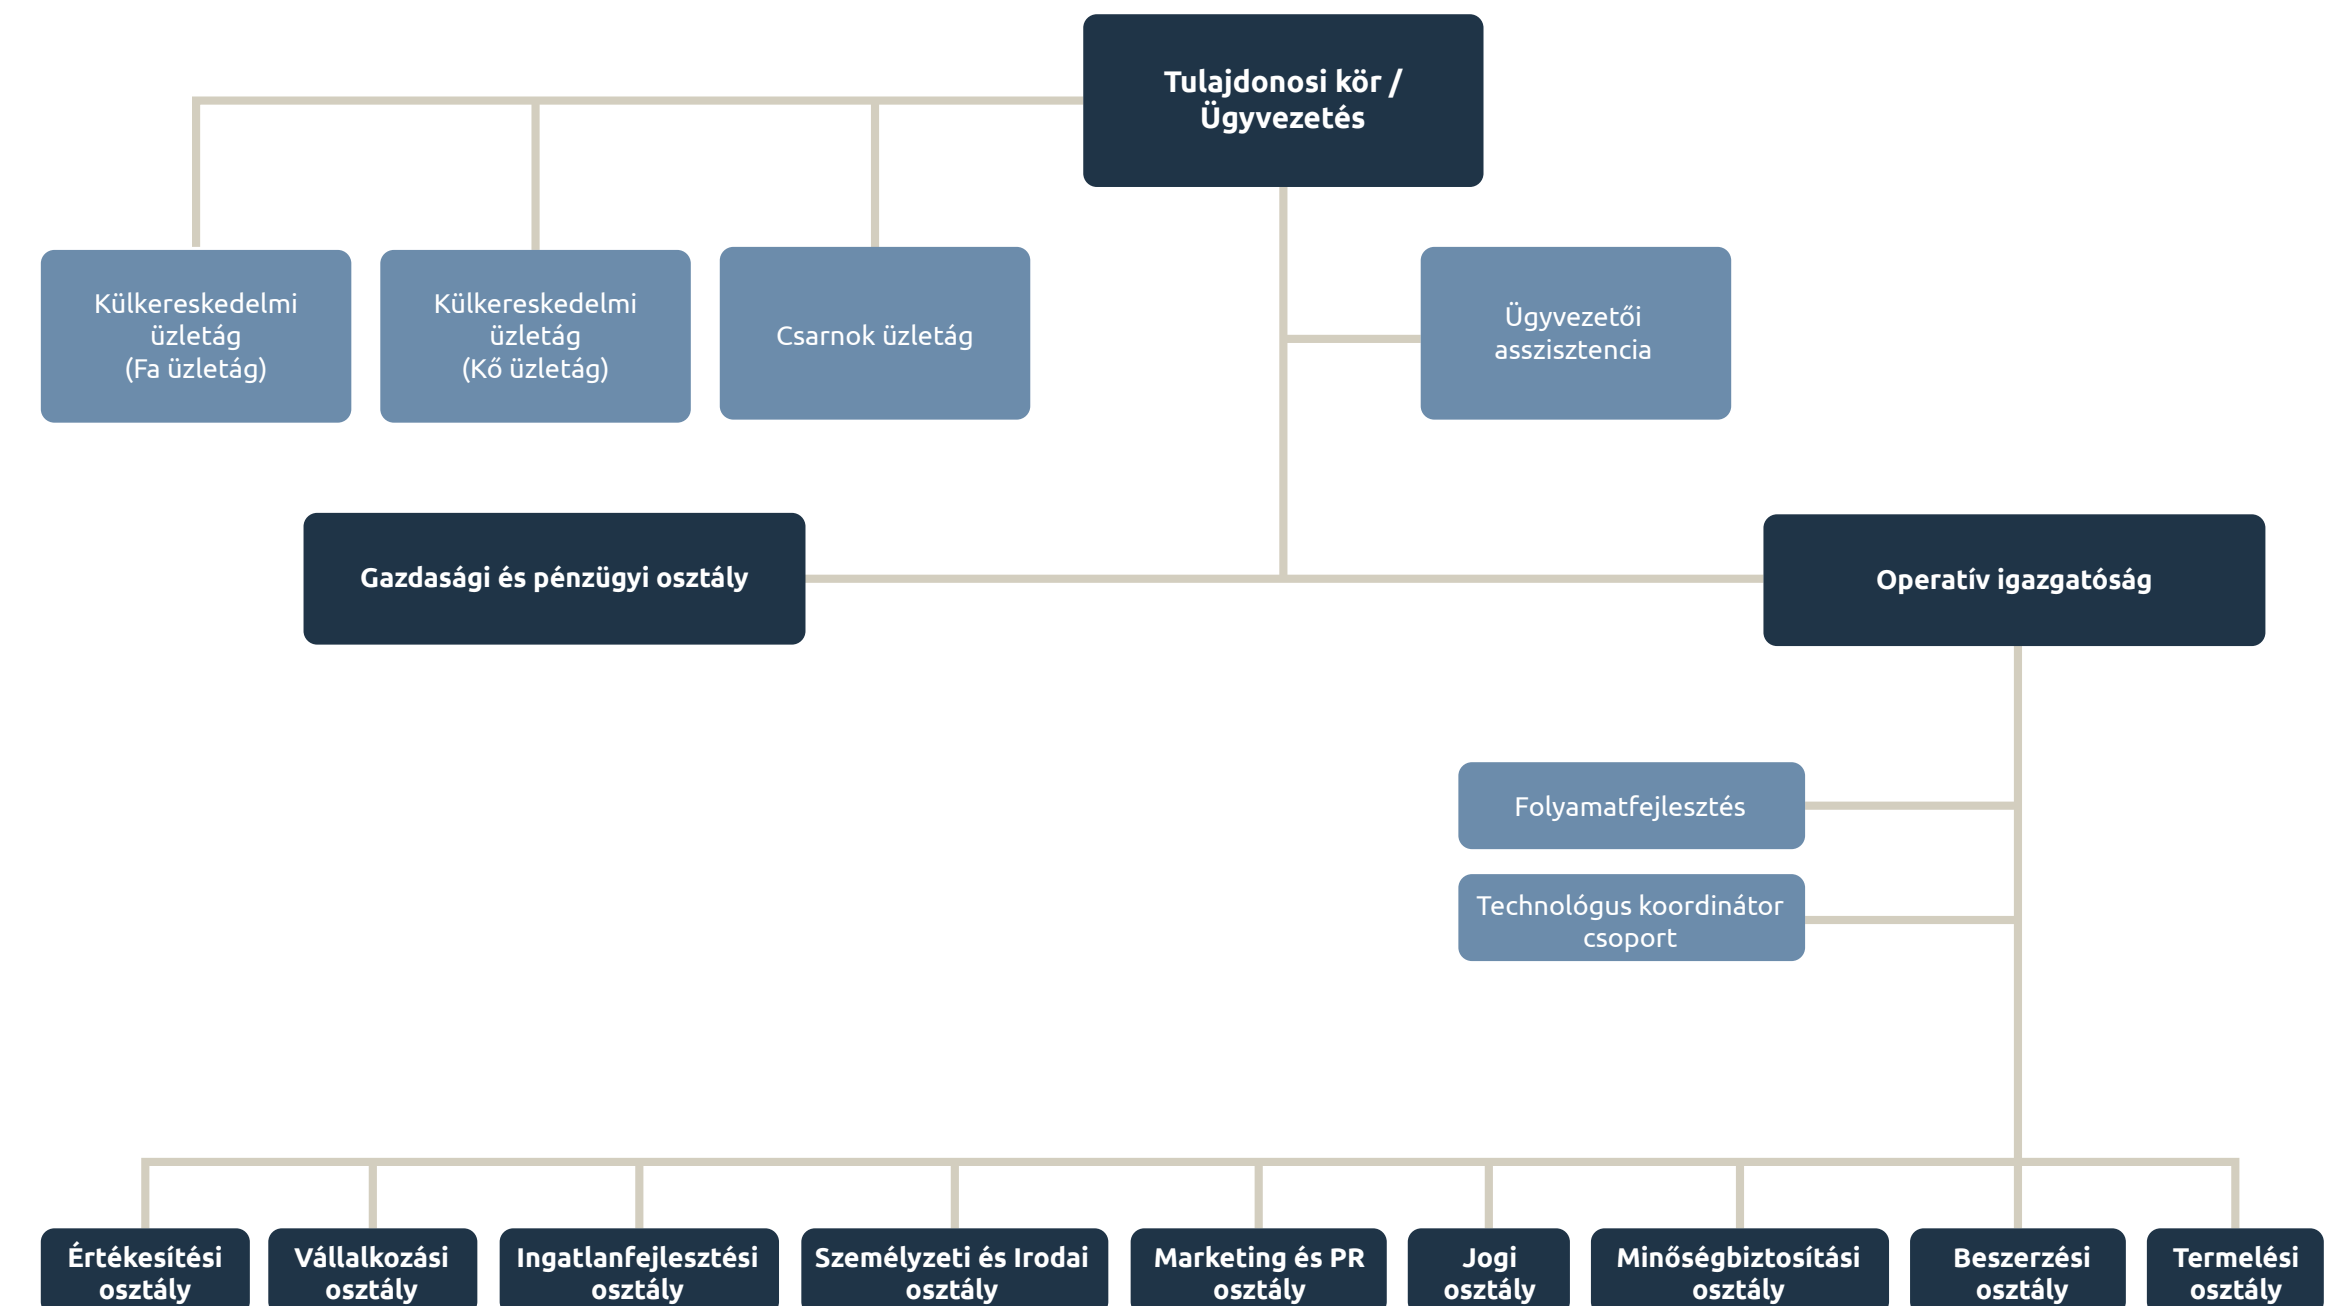 Tulajdonosi kör /
Ügyvezetés
Külkereskedelmi
üzletág
(Fa üzletág)
Külkereskedelmi
üzletág
(Kő üzletág)
Csarnok üzletág
Ügyvezetői
asszisztencia
Gazdasági és pénzügyi osztály
Operatív igazgatóság
Folyamatfejlesztés
Technológus koordinátor
csoport
Értékesítési
osztály
Vállalkozási
osztály
Ingatlanfejlesztési
osztály
Személyzeti és Irodai
osztály
Marketing és PR
osztály
Jogi
osztály
Minőségbiztosítási
osztály
Beszerzési
osztály
Termelési
osztály